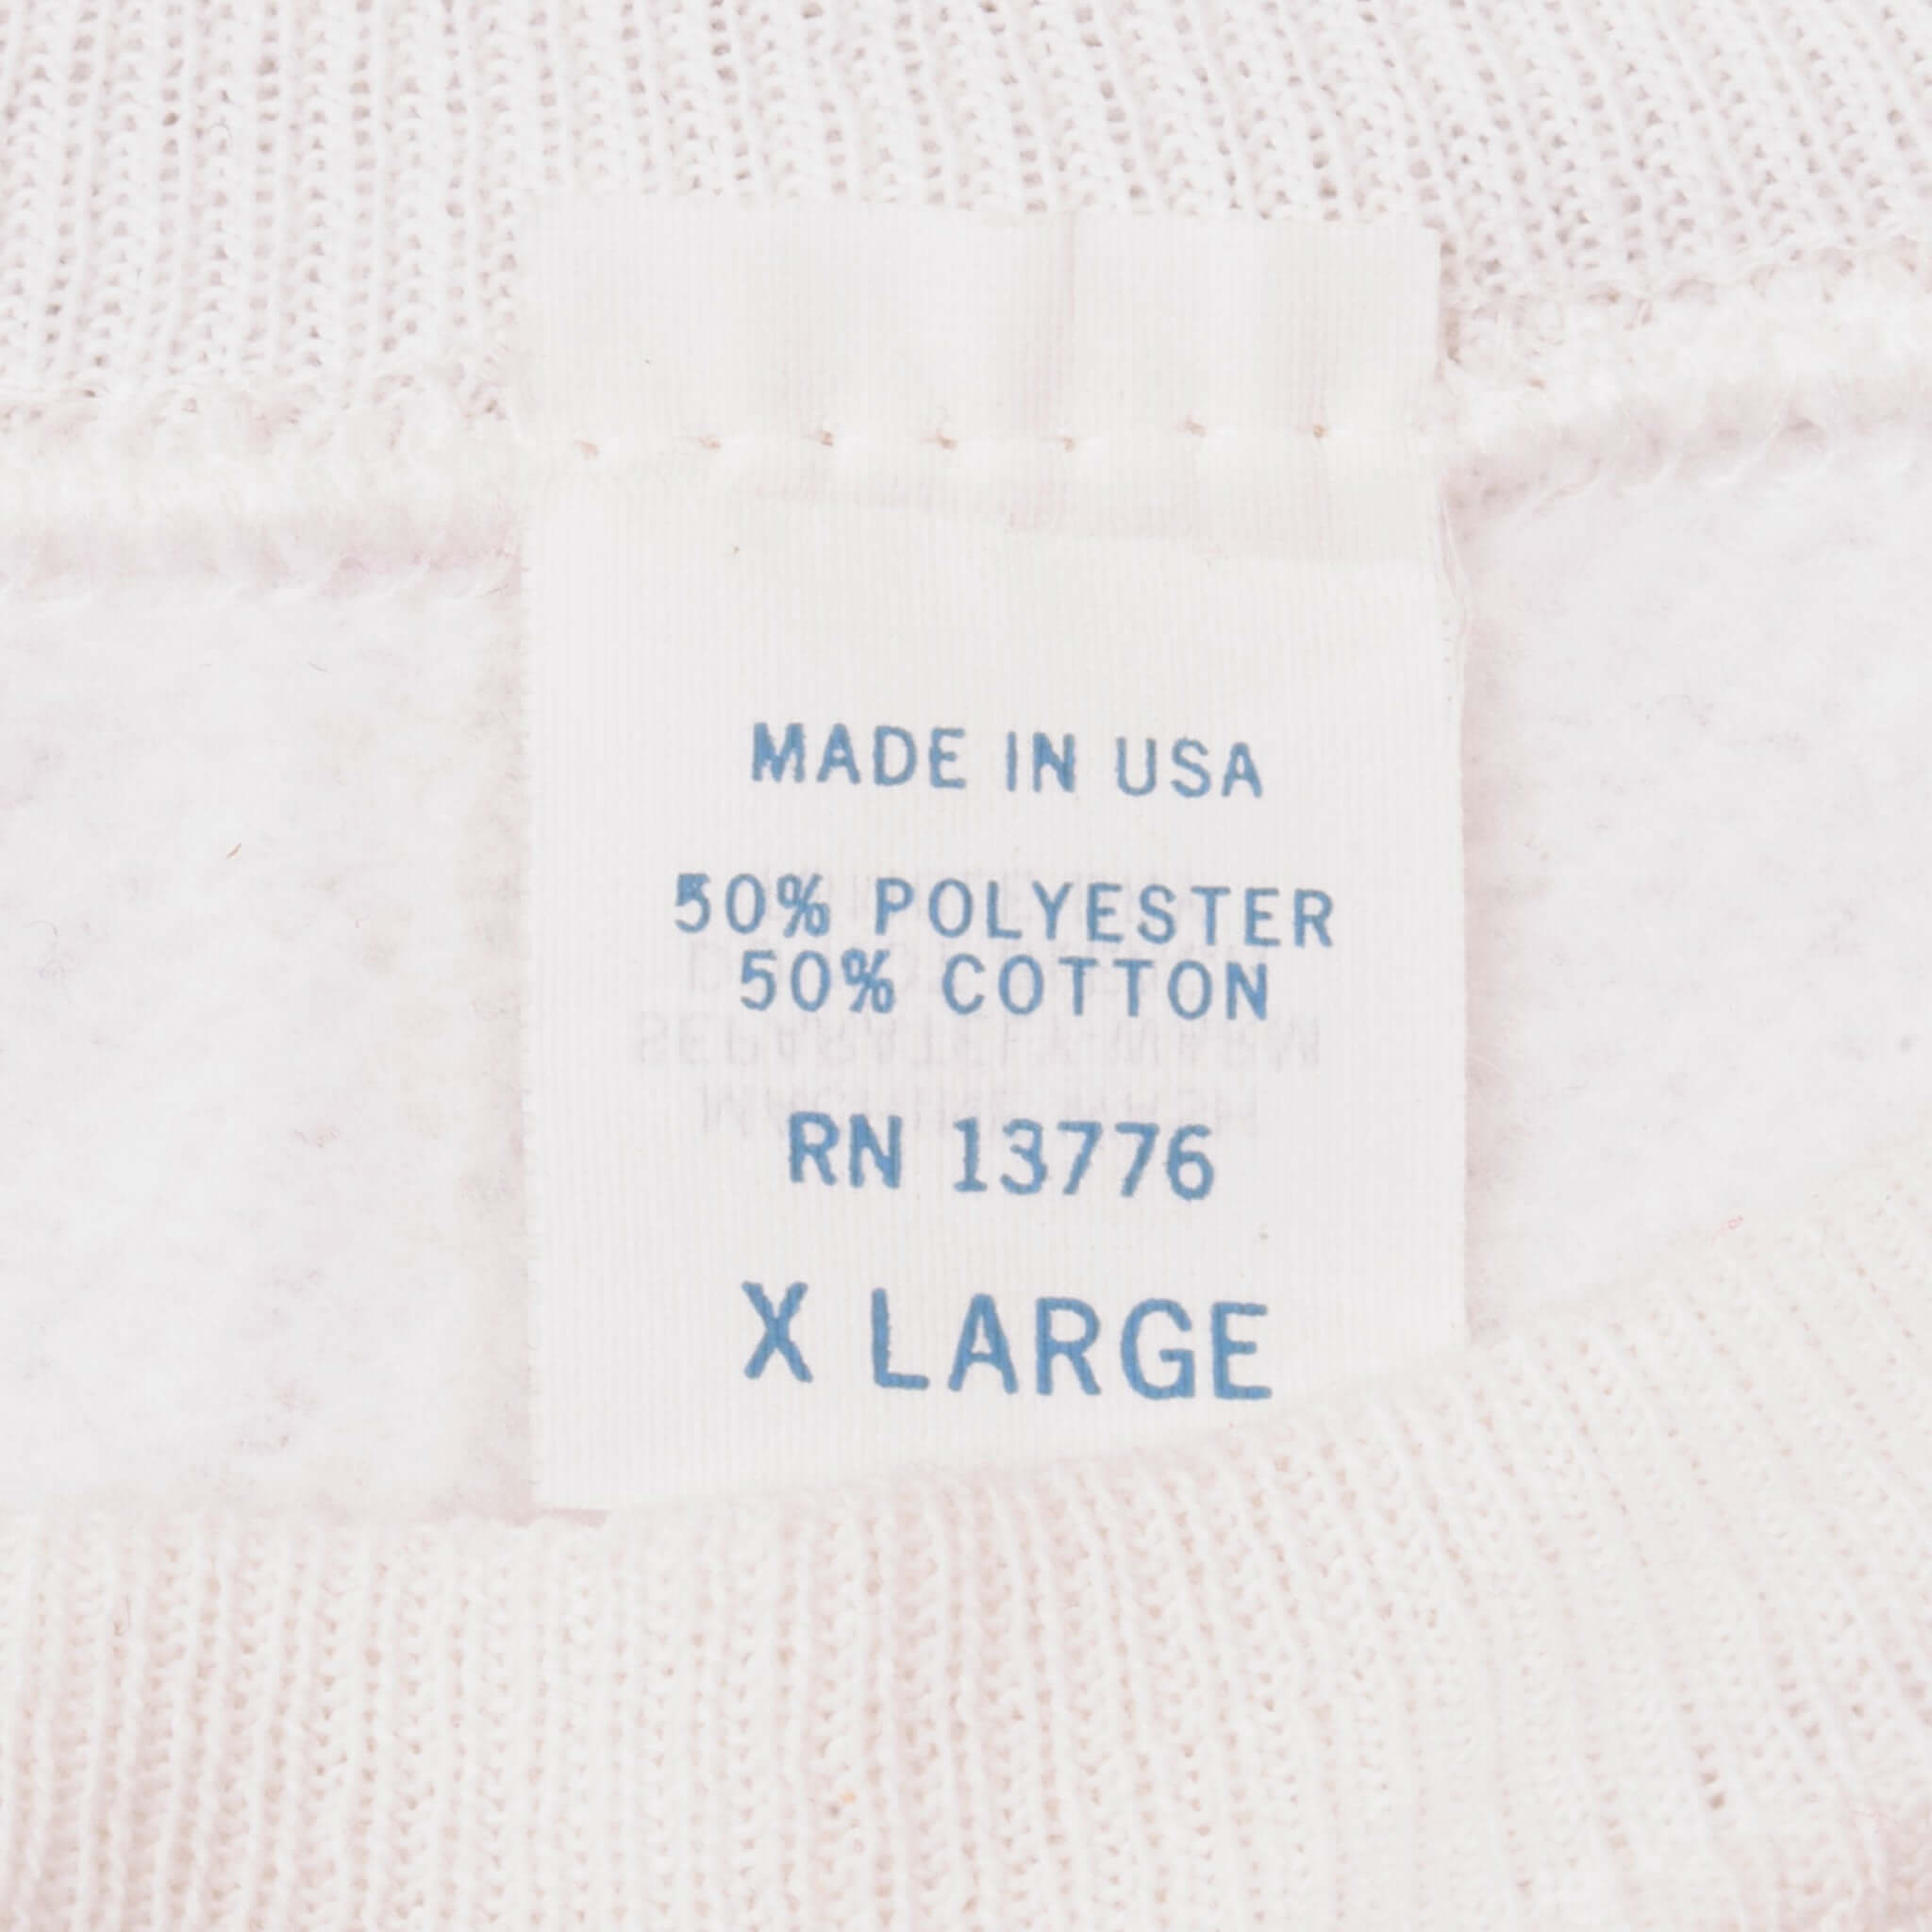 MADE IN USA
50% POLYESTER
50% COTTON
RN 13776
X LARGE